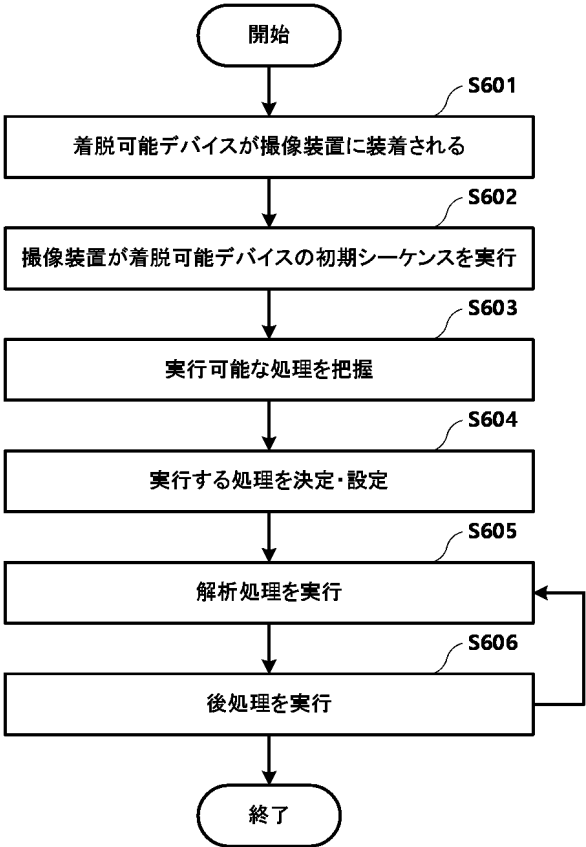 開始
S601
着脱可能デバイスが撮像装置に装着される
S602
撮像装置が着脱可能デバイスの初期シーケンスを実行
S603
実行可能な処理を把握
S604
実行する処理を決定・設定
S605
解析処理を実行
S606
後処理を実行
終了